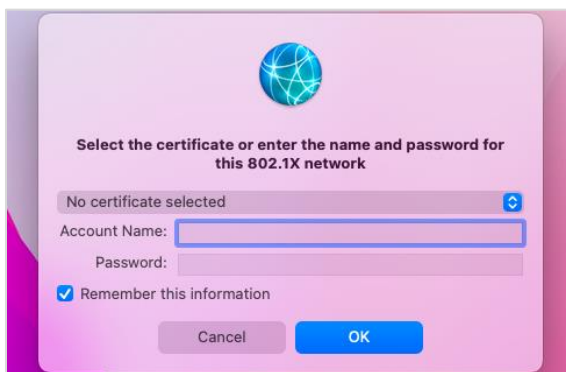 Select the certificate or enter the name and password for
this 802.1X network
No certificate selected
Account Name:
Password:
Remember this information
Cancel OK